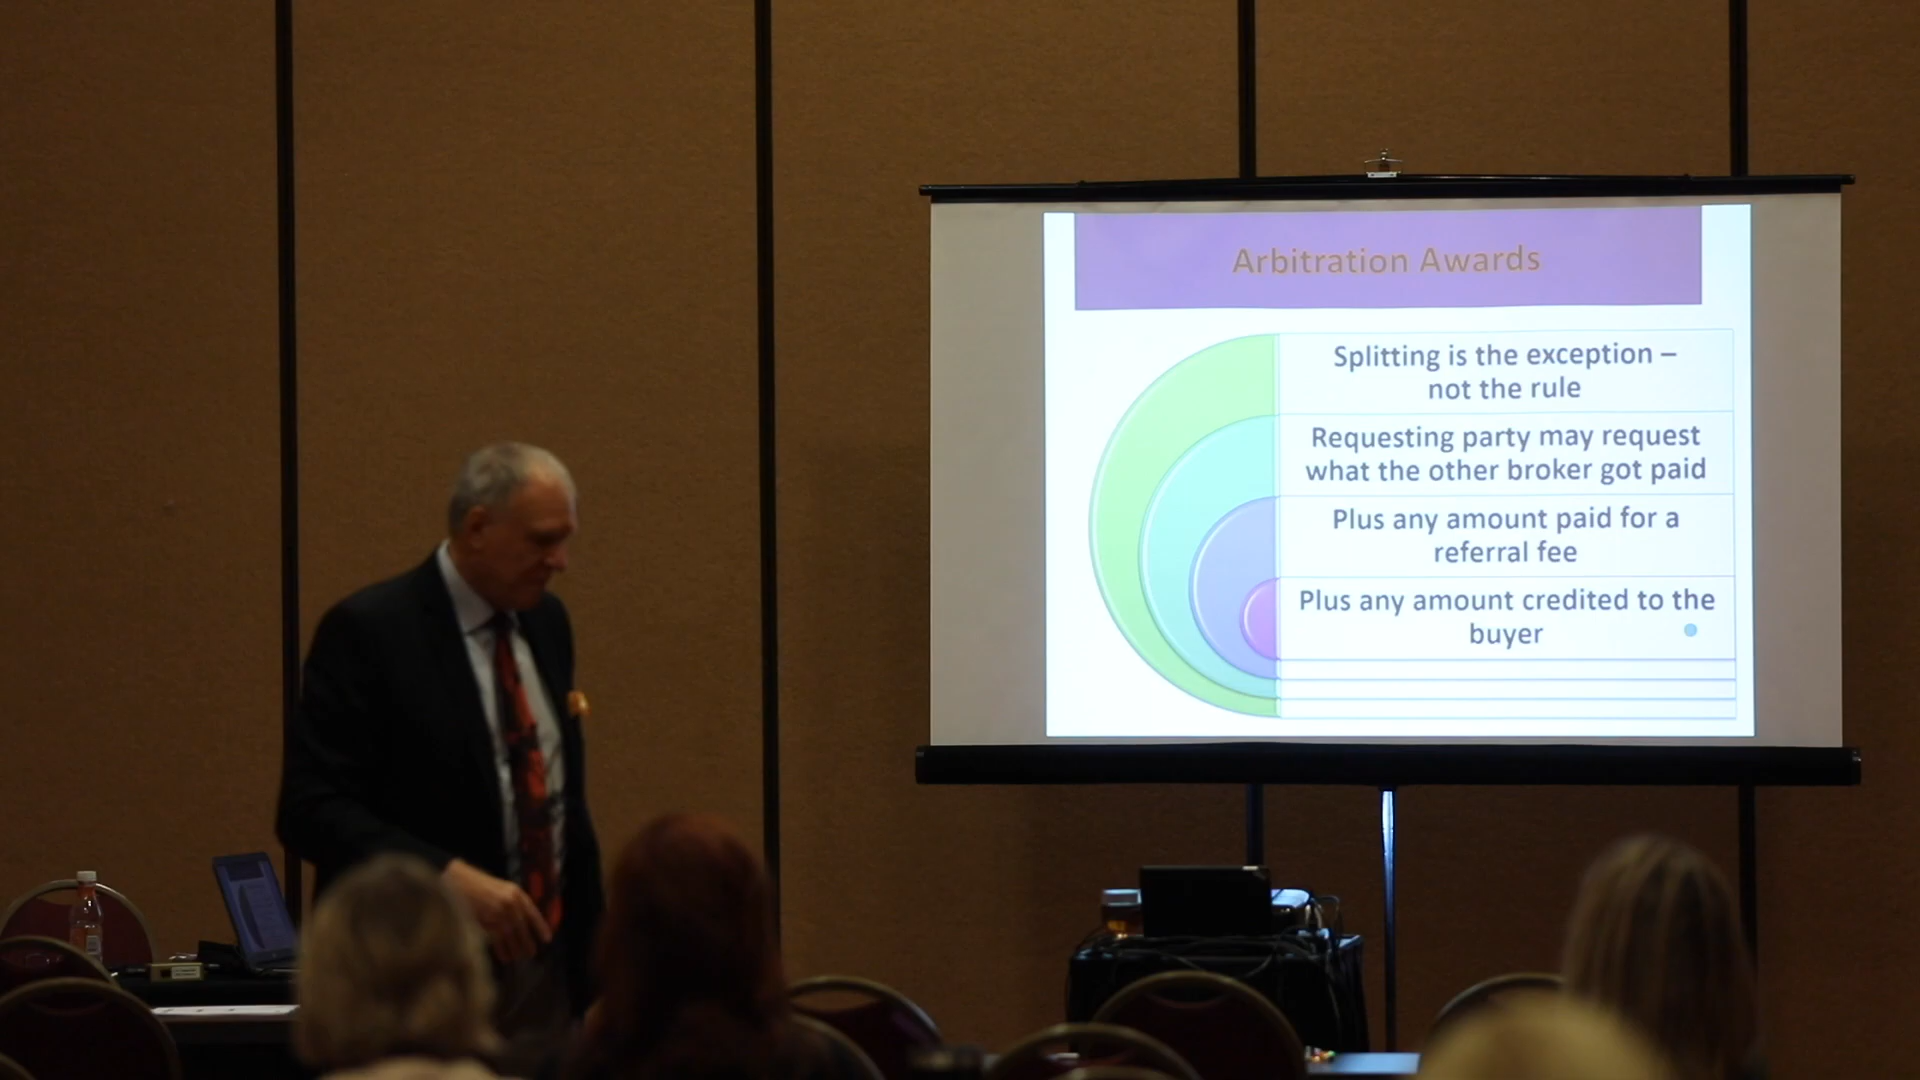 Arbitration Awards
Splitting is the exception –
not the rule
Requesting party may request
what the other broker got paid
Plus any amount paid for a
referral fee
Plus any amount credited to the
buyer